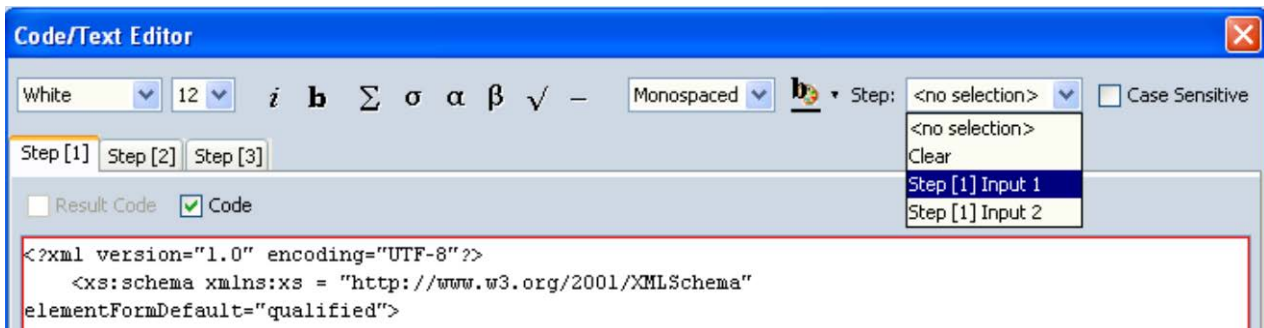 Code/Text Editor
White 12 i b Σ σ α β √ – Monospaced b Step: <no selection> Case Sensitive
<no selection>
Clear
Step [1] Input 1
Step [1] Input 2
Step [1] Step [2] Step [3]
Result Code Code
<?xml version="1.0" encoding="UTF-8"?>
<xs:schema xmlns:xs = "http://www.w3.org/2001/XMLSchema"
elementFormDefault="qualified">